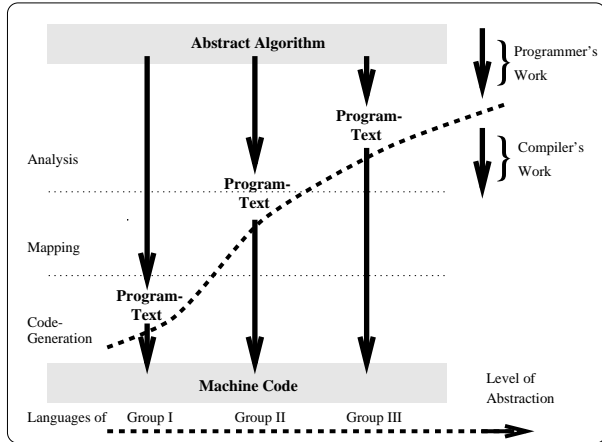 Abstract Algorithm
Programmer's
Work
Program-
Text
Compiler's
Work
Analysis
Program-
Text
Mapping
Program-
Text
Code-
Generation
Machine Code
Level of
Abstraction
Languages of Group I Group II Group III